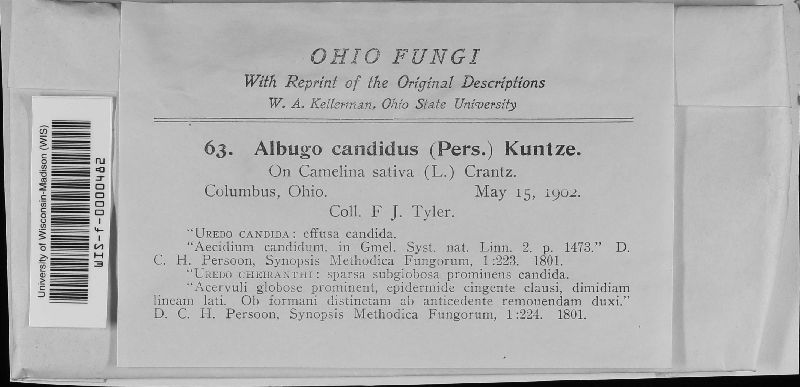 OHIO FUNGI
With Reprint of the Original Descriptions
W. A. Kellerman, Ohio State University
63. Albugo candidus (Pers.) Kuntze.
On Camelina sativa (L.) Crantz.
Columbus, Ohio. May 15, 1902.
Coll. F J. Tyler.
"UREDO CANDIDA: effusa candida.
"Aecidium candidum, in Gmel. Syst. nat. Linn. 2. p. 1473." D.
C. H. Persoon, Synopsis Methodica Fungorum, 1:223. 1801.
"UREDO CHEIRANTHI: sparsa subglobosa prominens candida.
"Acervuli globose prominent, epidermide cingente clausi, dimidiam
lineam lati. Ob formani distinctam ab anticedente remouendam duxi."
D. C. H. Persoon, Synopsis Methodica Fungorum, 1:224. 1801.
University of Wisconsin-Madison (WIS)
WIS-f-0000482